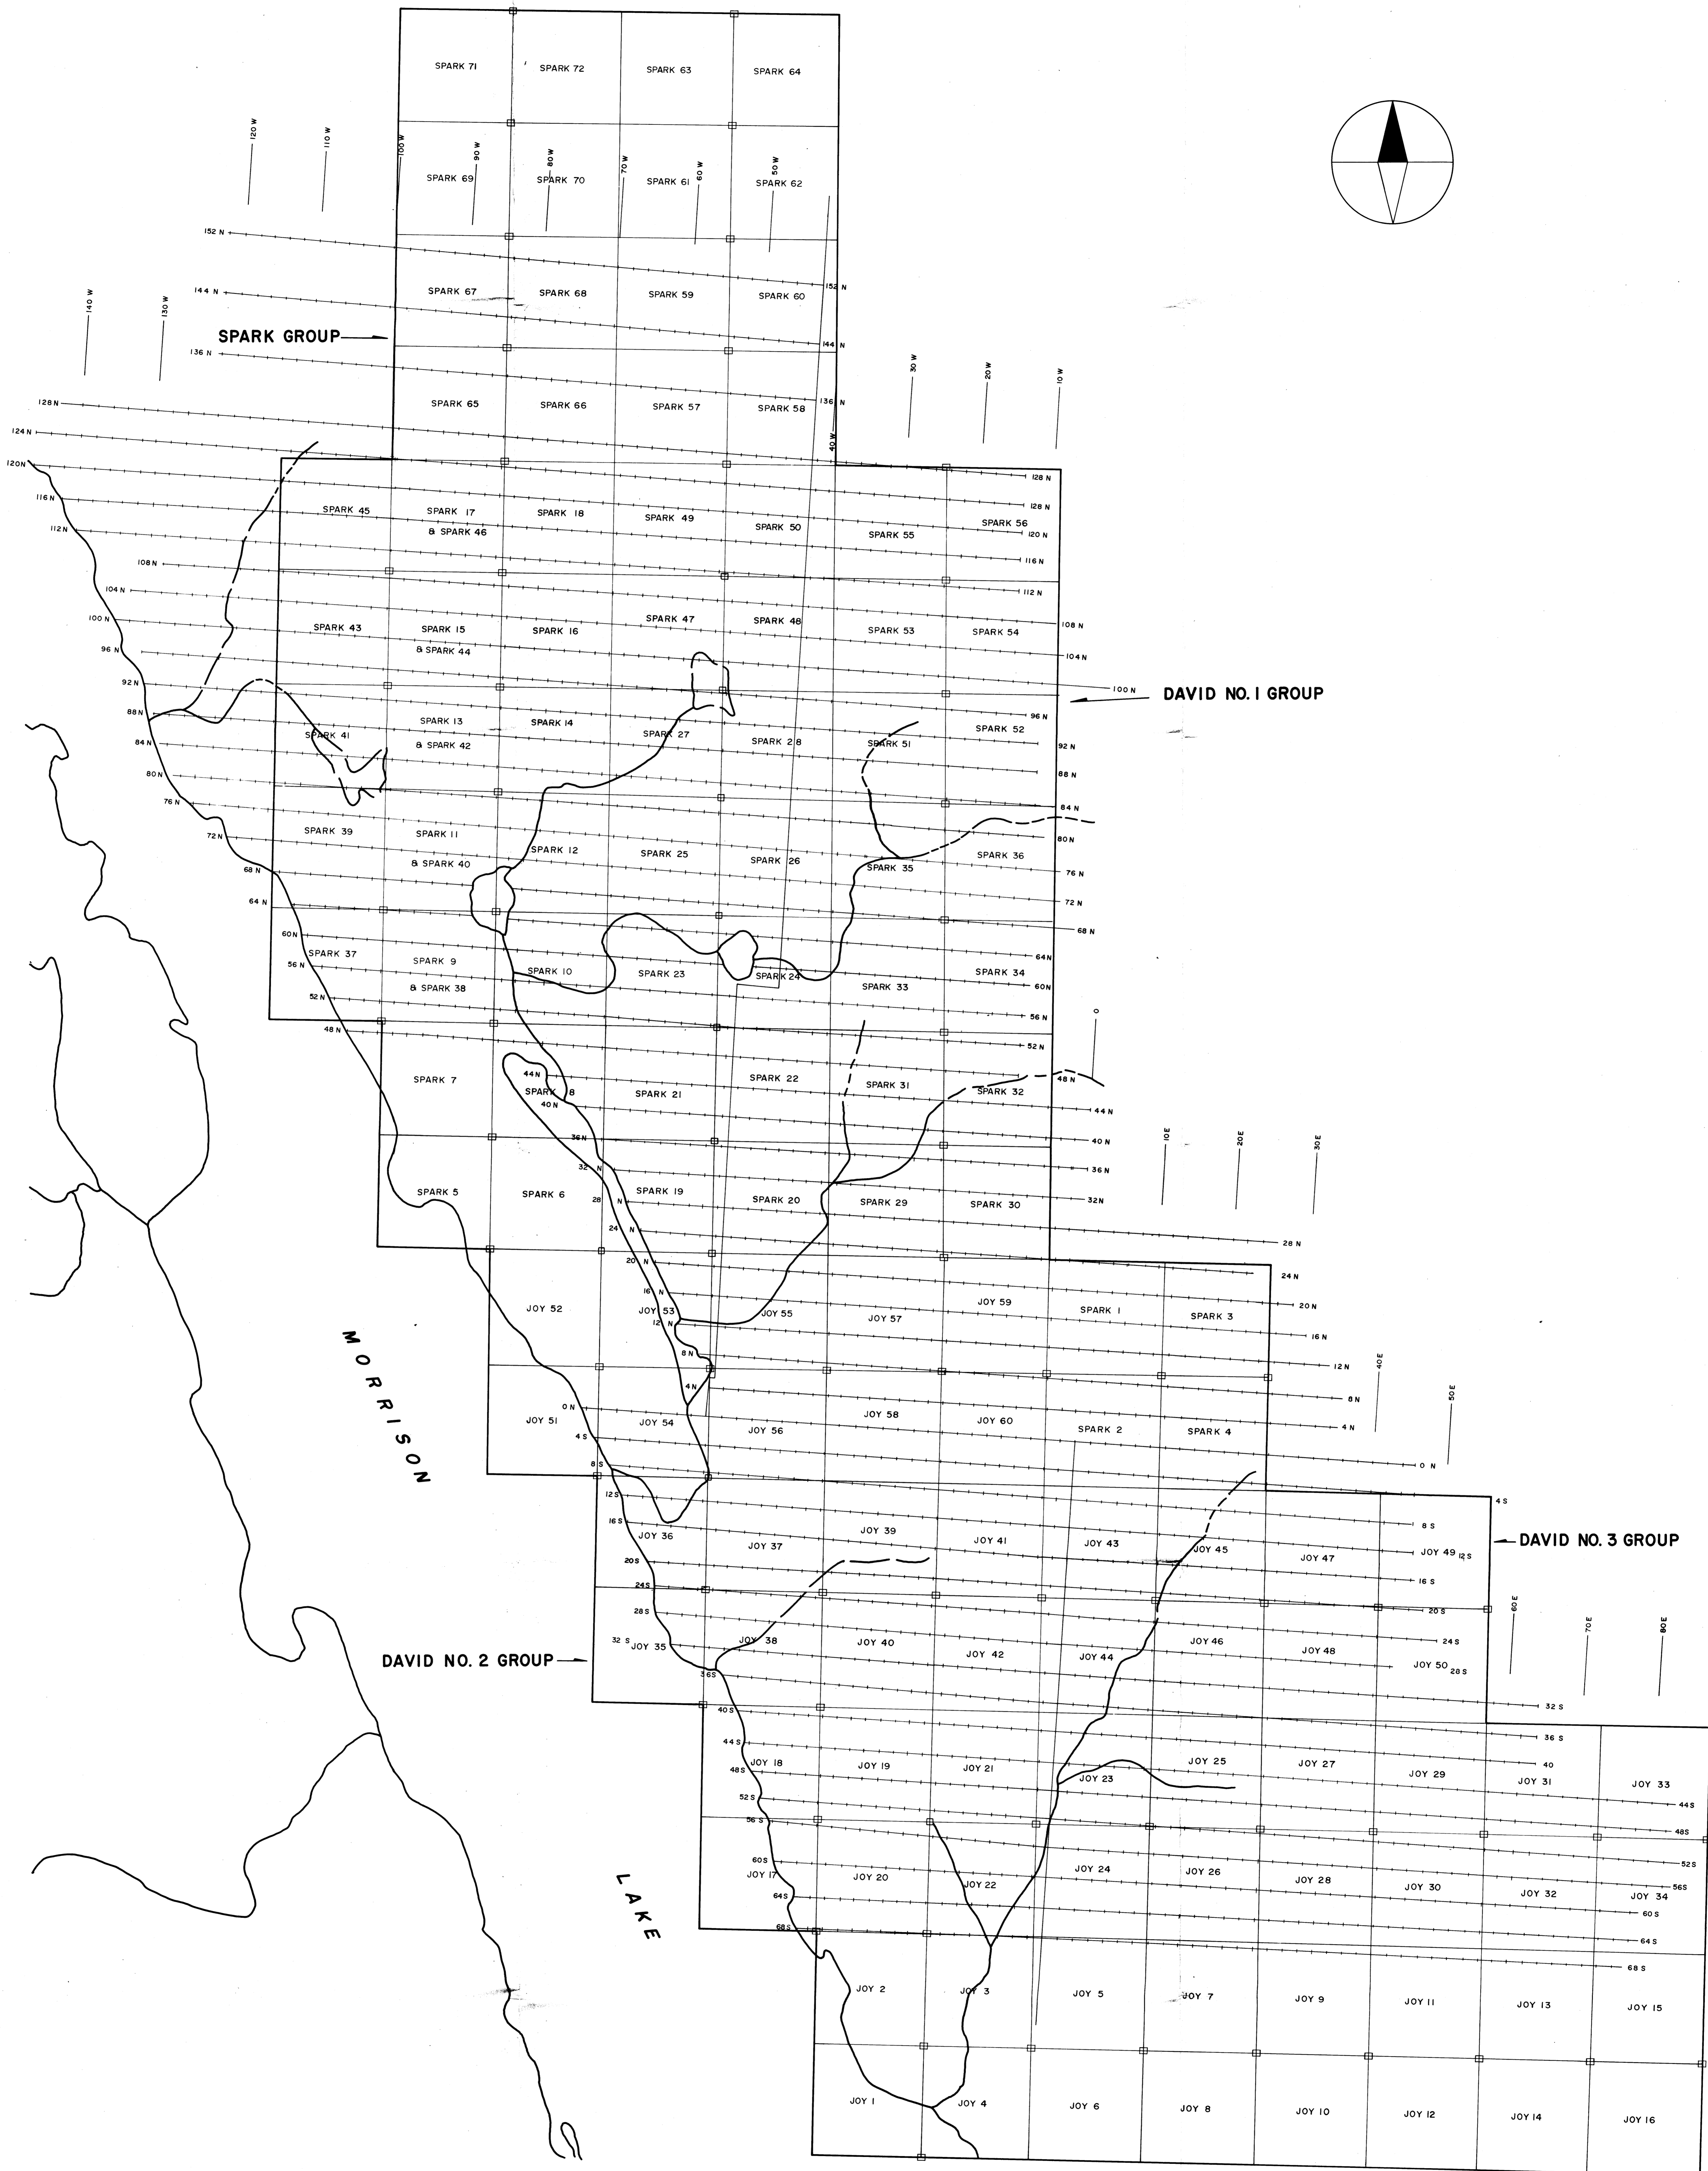 SPARK 71 SPARK 72 SPARK 63 SPARK 64
120 W 110 W 100 W 90 W 80 W 70 W 60 W 50 W
SPARK 69 SPARK 70 SPARK 61 SPARK 62
152 N
SPARK 67 SPARK 68 SPARK 59 SPARK 60 152 N
140 W 130 W
144 N
SPARK GROUP
144 N
136 N
30 W 20 W 10 W
128 N SPARK 65 SPARK 66 SPARK 57 SPARK 58 136 N
124 N
40 W
120 N
128 N
116 N
128 N
SPARK 45 SPARK 17 SPARK 18 SPARK 49 SPARK 50 SPARK 55 SPARK 56
& SPARK 46
120 N
112 N
116 N
108 N
112 N
104 N
100 N
SPARK 43 SPARK 15 SPARK 16 SPARK 47 SPARK 48 SPARK 53 SPARK 54
& SPARK 44
108 N
96 N
104 N
92 N
100 N
DAVID NO. 1 GROUP
88 N
96 N
SPARK 41 SPARK 13 SPARK 14 SPARK 27 SPARK 28 SPARK 51 SPARK 52
& SPARK 42
84 N
92 N
80 N
88 N
76 N
84 N
72 N
80 N
SPARK 39 SPARK 11 SPARK 12 SPARK 25 SPARK 26 SPARK 35 SPARK 36
& SPARK 40
68 N
76 N
64 N
72 N
60 N
68 N
SPARK 37 SPARK 9 SPARK 10 SPARK 23 SPARK 24 SPARK 33 SPARK 34
& SPARK 38
64 N
56 N
60 N
52 N
56 N
0
48 N
52 N
44 N
48 N
SPARK 7 SPARK 8 SPARK 21 SPARK 22 SPARK 31 SPARK 32
40 N
44 N
36 N
40 N
10 E 20 E 30 E
32 N
36 N
SPARK 5 SPARK 6 SPARK 19 SPARK 20 SPARK 29 SPARK 30
28 N
32 N
24 N
28 N
20 N
24 N
16 N
20 N
JOY 52 JOY 53 JOY 55 JOY 57 JOY 59 SPARK 1 SPARK 3
12 N
16 N
8 N
12 N
40 E 50 E
4 N
8 N
0 N
4 N
JOY 51 JOY 54 JOY 56 JOY 58 JOY 60 SPARK 2 SPARK 4
4 S
0 N
8 S
4 S
12 S
8 S
16 S
JOY 36 JOY 37 JOY 39 JOY 41 JOY 43 JOY 45 JOY 47 JOY 49 12 S
DAVID NO. 3 GROUP
20 S
16 S
24 S
20 S
60 E 70 E 80 E
28 S
24 S
32 S JOY 35 JOY 38 JOY 40 JOY 42 JOY 44 JOY 46 JOY 48 JOY 50 28 S
DAVID NO. 2 GROUP
36 S
32 S
40 S
36 S
44 S
40
JOY 18 JOY 19 JOY 21 JOY 23 JOY 25 JOY 27 JOY 29 JOY 31 JOY 33
48 S
44 S
52 S
48 S
56 S
52 S
60 S
56 S
JOY 17 JOY 20 JOY 22 JOY 24 JOY 26 JOY 28 JOY 30 JOY 32 JOY 34
64 S
60 S
68 S
64 S
68 S
JOY 2 JOY 3 JOY 5 JOY 7 JOY 9 JOY 11 JOY 13 JOY 15
JOY 1 JOY 4 JOY 6 JOY 8 JOY 10 JOY 12 JOY 14 JOY 16
MORRISON
LAKE